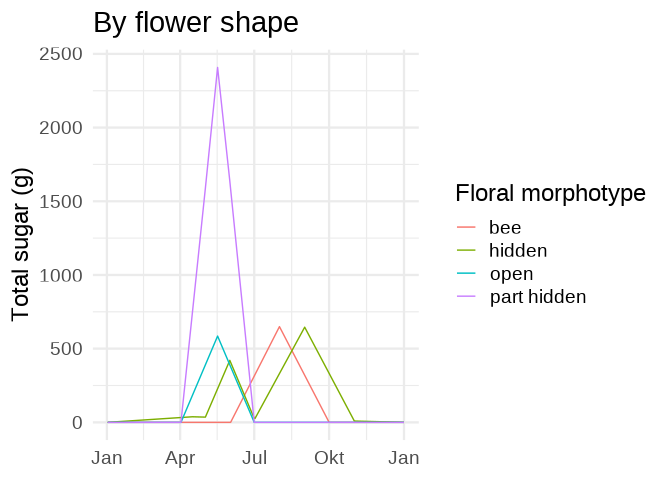 By flower shape
2500
2000
1500
1000
500
0
Total sugar (g)
Jan Apr Jul Okt Jan
Floral morphotype
bee
hidden
open
part hidden